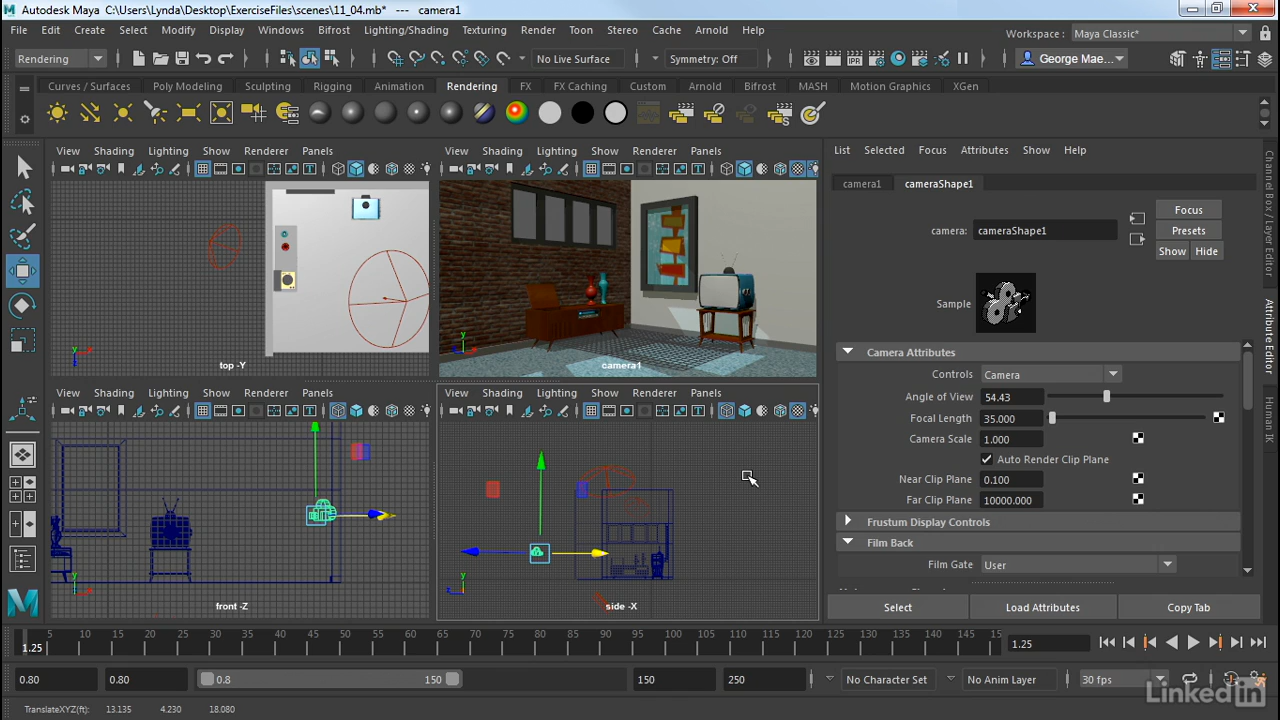 Autodesk Maya C:\Users\Lynda\Desktop\ExerciseFiles\scenes\11_04.mb* --- camera1
File Edit Create Select Modify Display Windows Bifrost Lighting/Shading Texturing Render Toon Stereo Cache Arnold Help Workspace : Maya Classic*
Rendering No Live Surface Symmetry: Off George Mae...
Curves / Surfaces Poly Modeling Sculpting Rigging Animation Rendering FX FX Caching Custom Arnold Bifrost MASH Motion Graphics XGen
IPR
View Shading Lighting Show Renderer Panels
View Shading Lighting Show Renderer Panels
List Selected Focus Attributes Show Help
camera1 cameraShape1
camera: cameraShape1
Focus
Presets
Show Hide
Sample
top -Y
camera1
Camera Attributes
Controls Camera
Angle of View 54.43
Focal Length 35.000
Camera Scale 1.000
Auto Render Clip Plane
Near Clip Plane 0.100
Far Clip Plane 10000.000
Frustum Display Controls
Film Back
Film Gate User
View Shading Lighting Show Renderer Panels
View Shading Lighting Show Renderer Panels
front -Z
side -X
Select Load Attributes Copy Tab
Channel Box / Layer Editor
Attribute Editor
Human IK
5 10 15 20 25 30 35 40 45 50 55 60 65 70 75 80 85 90 95 100 105 110 115 120 125 130 135 140 145 15
1.25
1.25
0.80 0.80 0.8 150 150 250 No Character Set No Anim Layer 30 fps
TranslateXYZ(ft): 13.135 4.230 18.080
LinkedIn